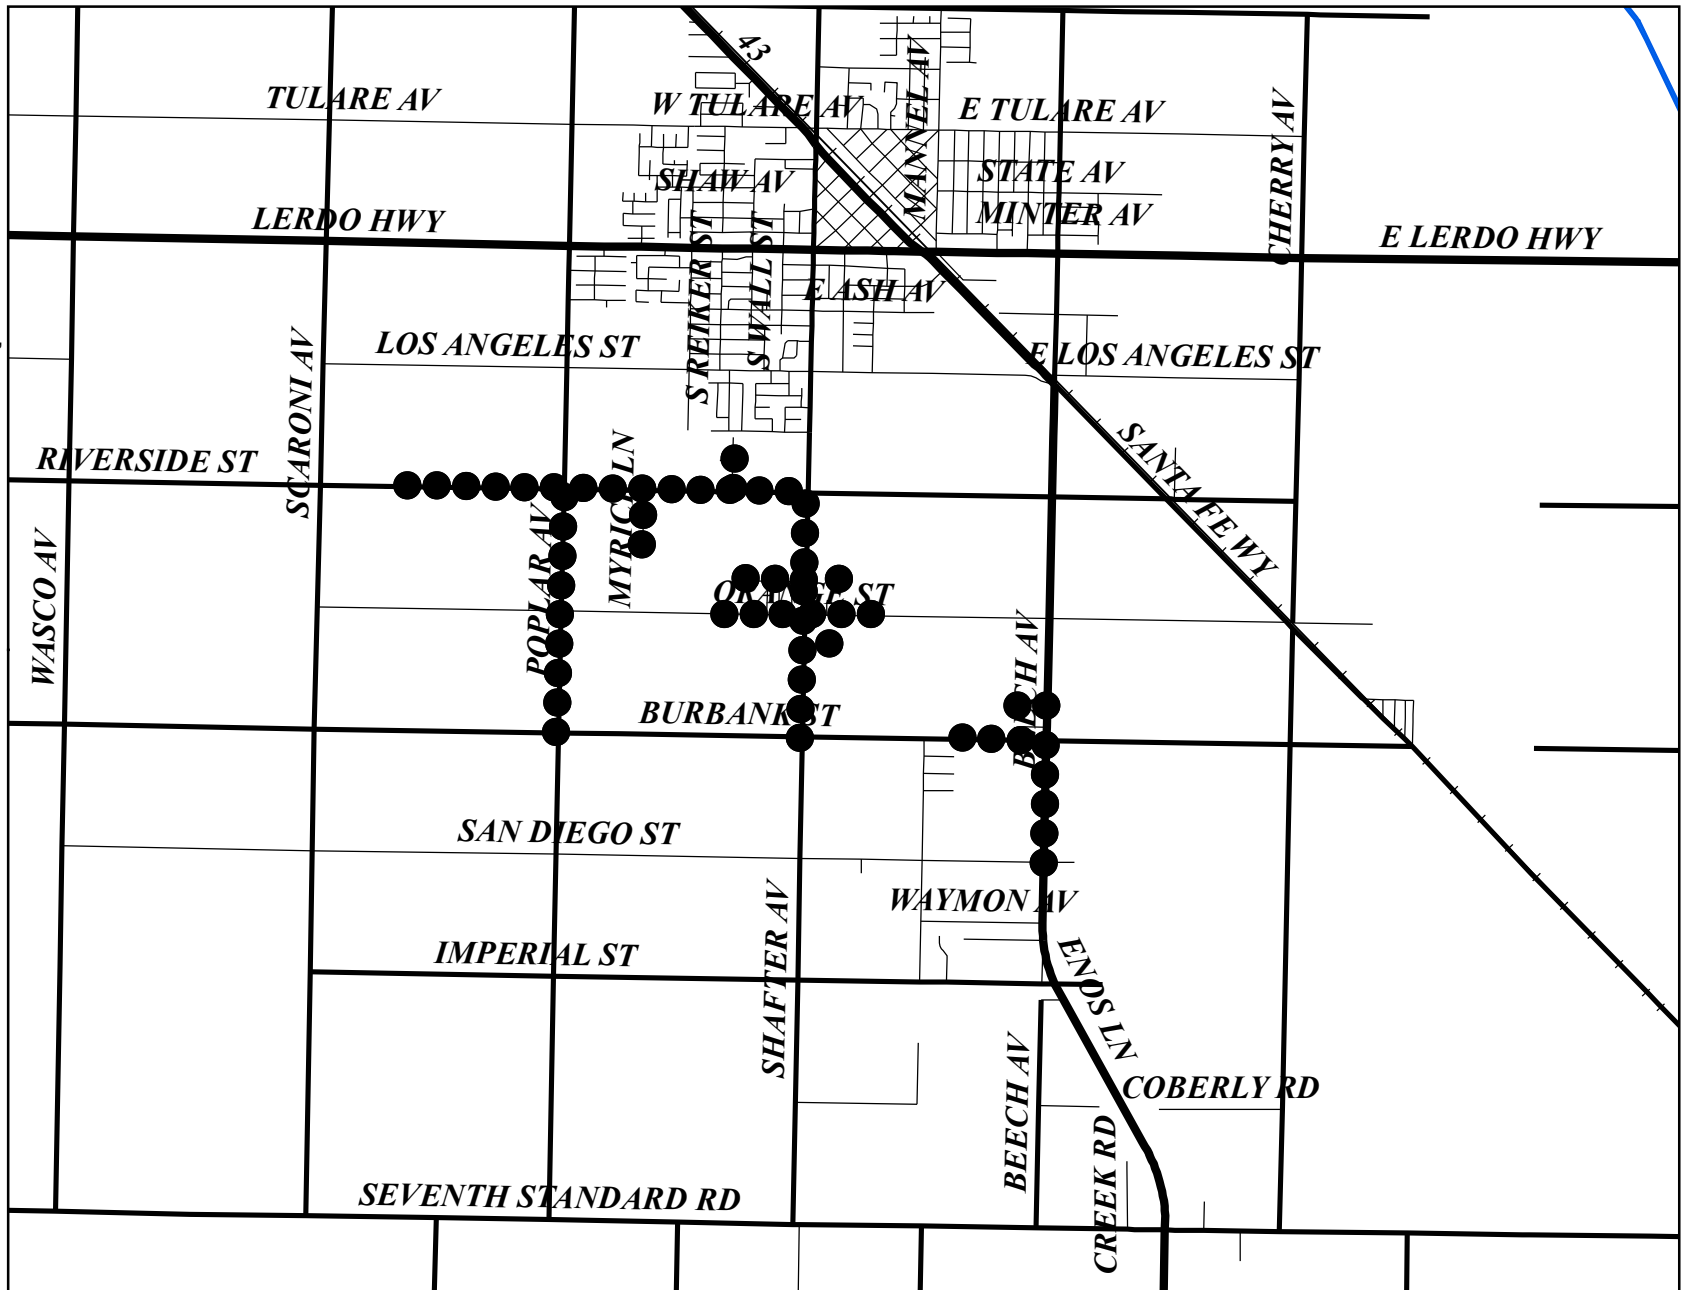 43
TULARE AV
W TULARE AV
E TULARE AV
MANNEL AV
CHERRY AV
STATE AV
SHAW AV
MINTER AV
LERDO HWY
E LERDO HWY
S REIKER ST
S WALL ST
E ASH AV
LOS ANGELES ST
E LOS ANGELES ST
SCARONI AV
RIVERSIDE ST
SANTA FE WY
WASCO AV
POPLAR AV
ORANGE ST
BEECH AV
BURBANK ST
SAN DIEGO ST
WAYMON AV
IMPERIAL ST
SHAFTER AV
ENOS LN
BEECH AV
COBERLY RD
CREEK RD
SEVENTH STANDARD RD